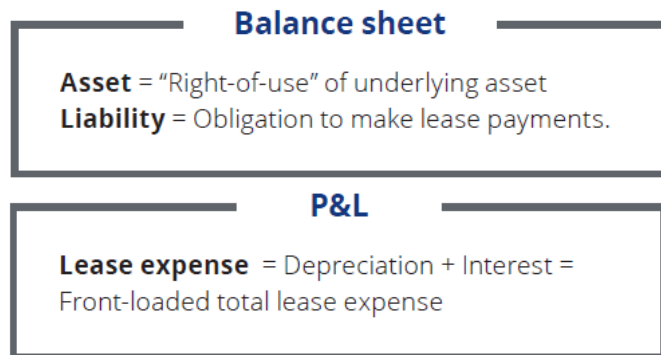 Balance sheet
Asset = “Right-of-use” of underlying asset
Liability = Obligation to make lease payments.
P&L
Lease expense = Depreciation + Interest =
Front-loaded total lease expense